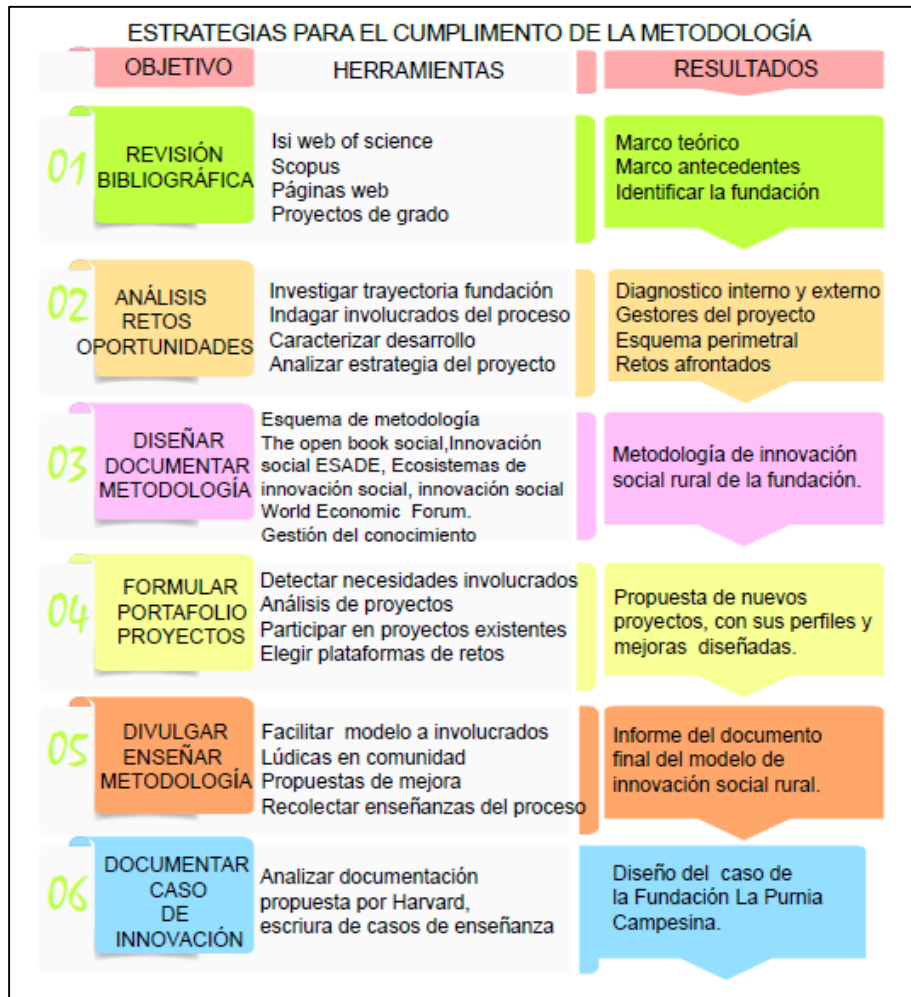 ESTRATEGIAS PARA EL CUMPLIMENTO DE LA METODOLOGÍA
OBJETIVO
HERRAMIENTAS
RESULTADOS
01
REVISIÓN
BIBLIOGRÁFICA
Isi web of science
Scopus
Páginas web
Proyectos de grado
Marco teórico
Marco antecedentes
Identificar la fundación
02
ANÁLISIS
RETOS
OPORTUNIDADES
Investigar trayectoria fundación
Indagar involucrados del proceso
Caracterizar desarrollo
Analizar estrategia del proyecto
Diagnostico interno y externo
Gestores del proyecto
Esquema perimetral
Retos afrontados
03
DISEÑAR
DOCUMENTAR
METODOLOGÍA
Esquema de metodología
The open book social,Innovación
social ESADE, Ecosistemas de
innovación social, innovación social
World Economic Forum.
Gestión del conocimiento
Metodología de innovación
social rural de la fundación.
04
FORMULAR
PORTAFOLIO
PROYECTOS
Detectar necesidades involucrados
Análisis de proyectos
Participar en proyectos existentes
Elegir plataformas de retos
Propuesta de nuevos
proyectos, con sus perfiles y
mejoras diseñadas.
05
DIVULGAR
ENSEÑAR
METODOLOGÍA
Facilitar modelo a involucrados
Lúdicas en comunidad
Propuestas de mejora
Recolectar enseñanzas del proceso
Informe del documento
final del modelo de
innovación social rural.
06
DOCUMENTAR
CASO
DE
INNOVACIÓN
Analizar documentación
propuesta por Harvard,
escriura de casos de enseñanza
Diseño del caso de
la Fundación La Purnia
Campesina.